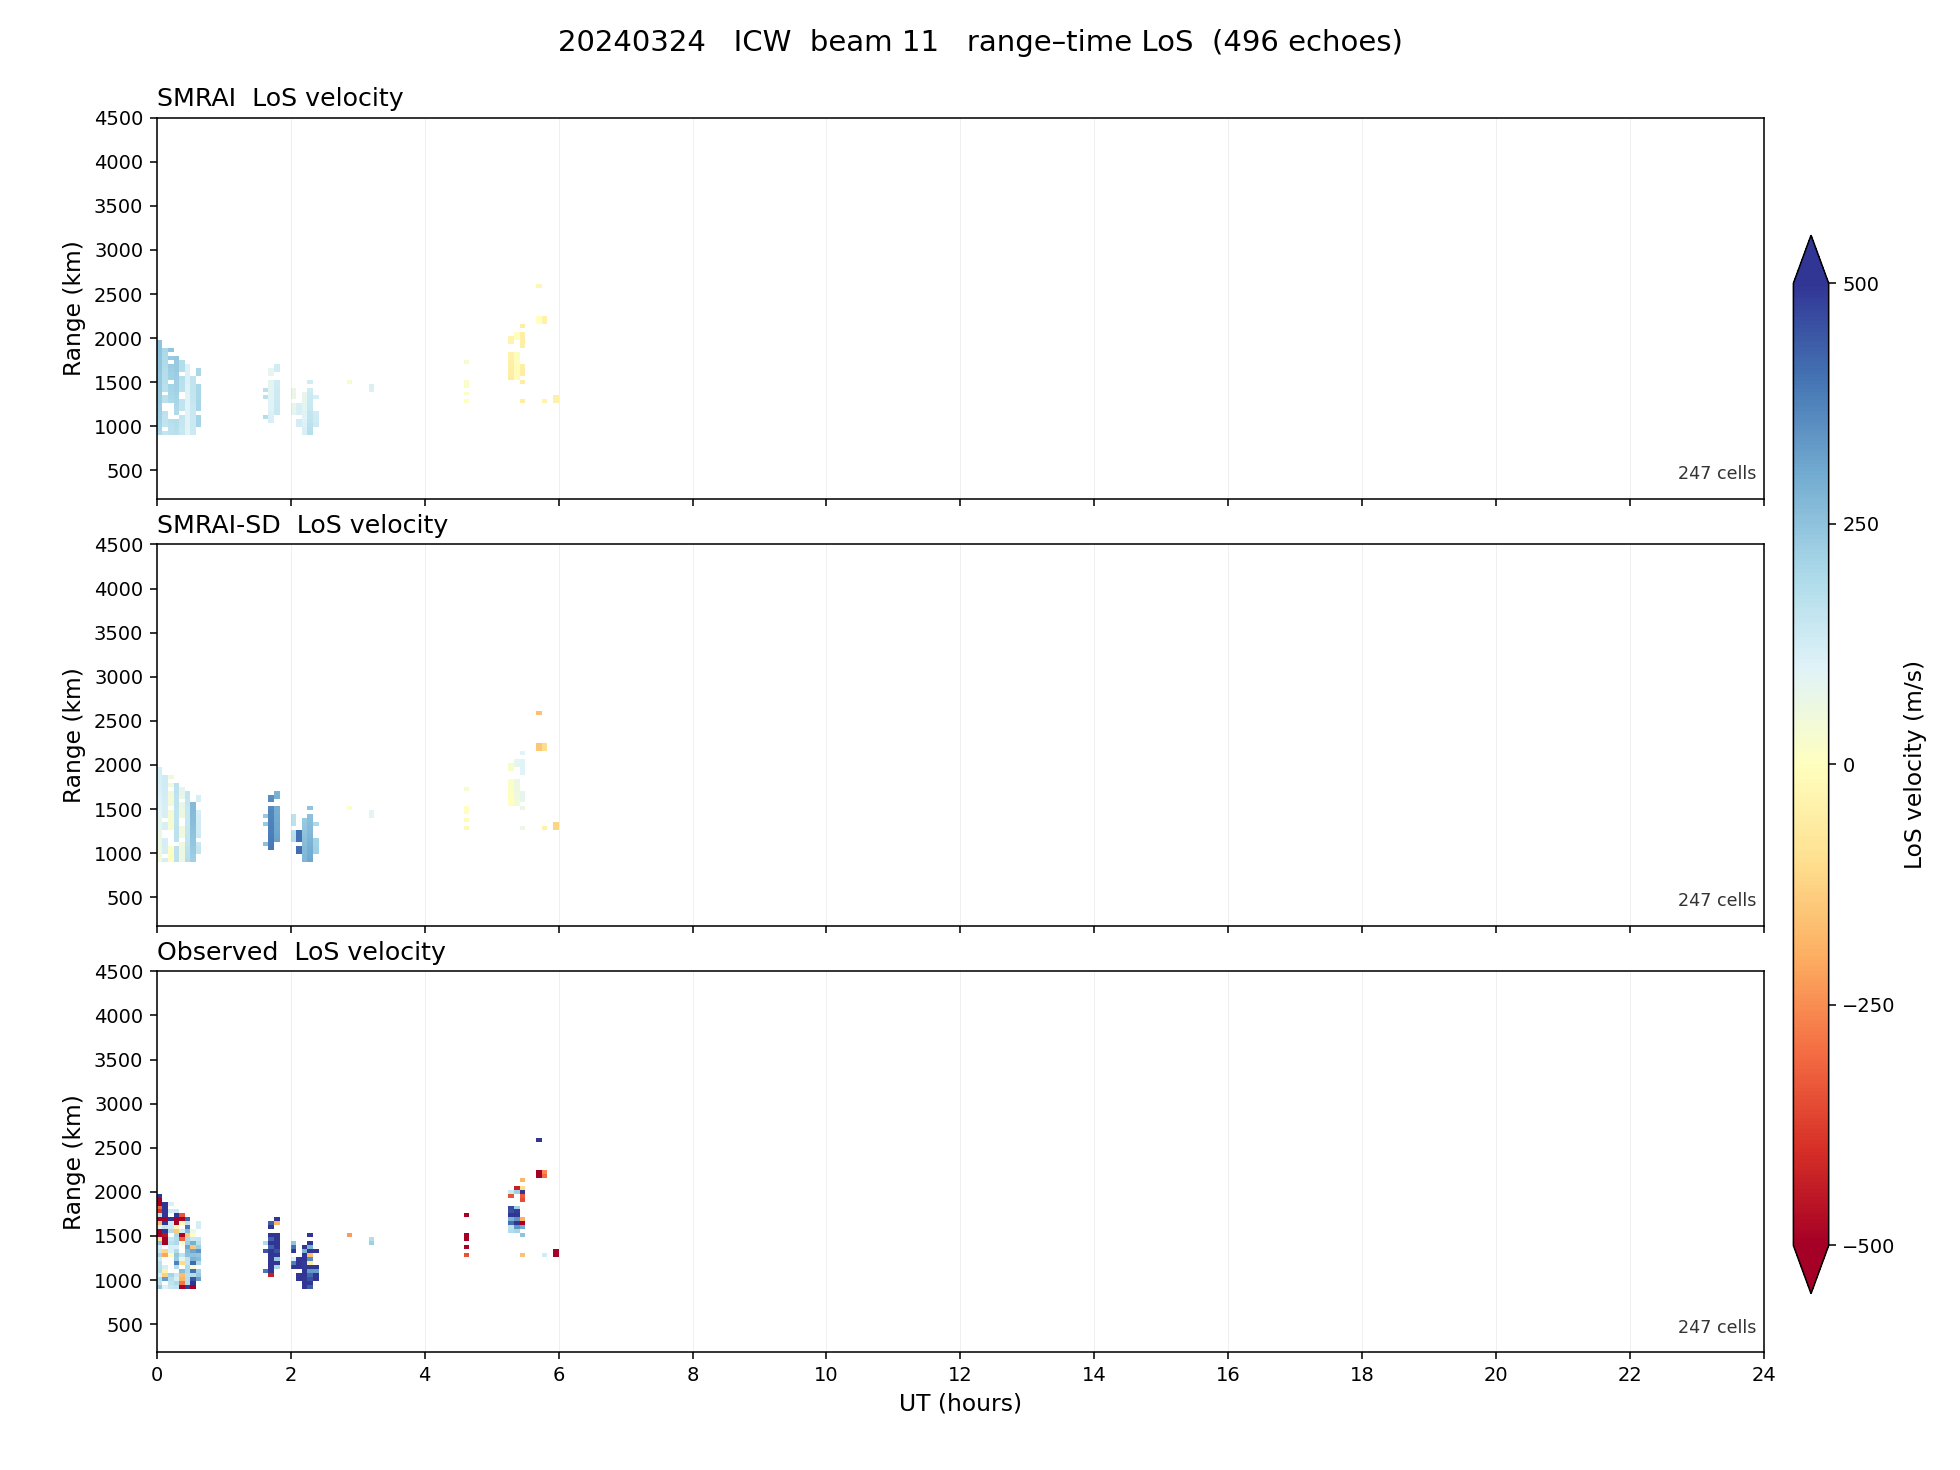 20240324   ICW  beam 11   range–time LoS  (496 echoes)
SMRAI  LoS velocity
4500
4000
3500
3000
2500
2000
1500
1000
500
Range (km)
247 cells
SMRAI-SD  LoS velocity
4500
4000
3500
3000
2500
2000
1500
1000
500
Range (km)
247 cells
Observed  LoS velocity
4500
4000
3500
3000
2500
2000
1500
1000
500
Range (km)
247 cells
0 2 4 6 8 10 12 14 16 18 20 22 24
UT (hours)
500
250
0
−250
−500
LoS velocity (m/s)